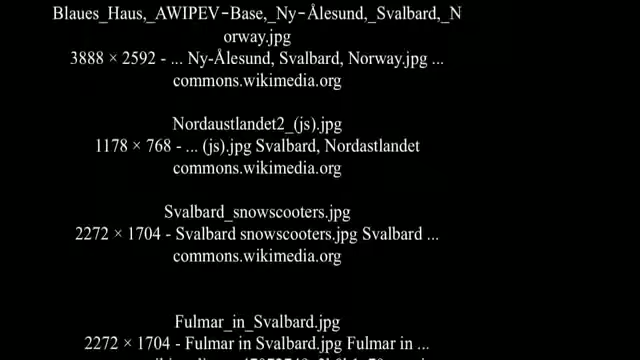 Blaues_Haus,_AWIPEV-Base,_Ny-Ålesund,_Svalbard,_N
orway.jpg
3888 × 2592 - ... Ny-Ålesund, Svalbard, Norway.jpg ...
commons.wikimedia.org
Nordaustlandet2_(js).jpg
1178 × 768 - ... (js).jpg Svalbard, Nordastlandet
commons.wikimedia.org
Svalbard_snowscooters.jpg
2272 × 1704 - Svalbard snowscooters.jpg Svalbard ...
commons.wikimedia.org
Fulmar_in_Svalbard.jpg
2272 × 1704 - Fulmar in Svalbard.jpg Fulmar in ...